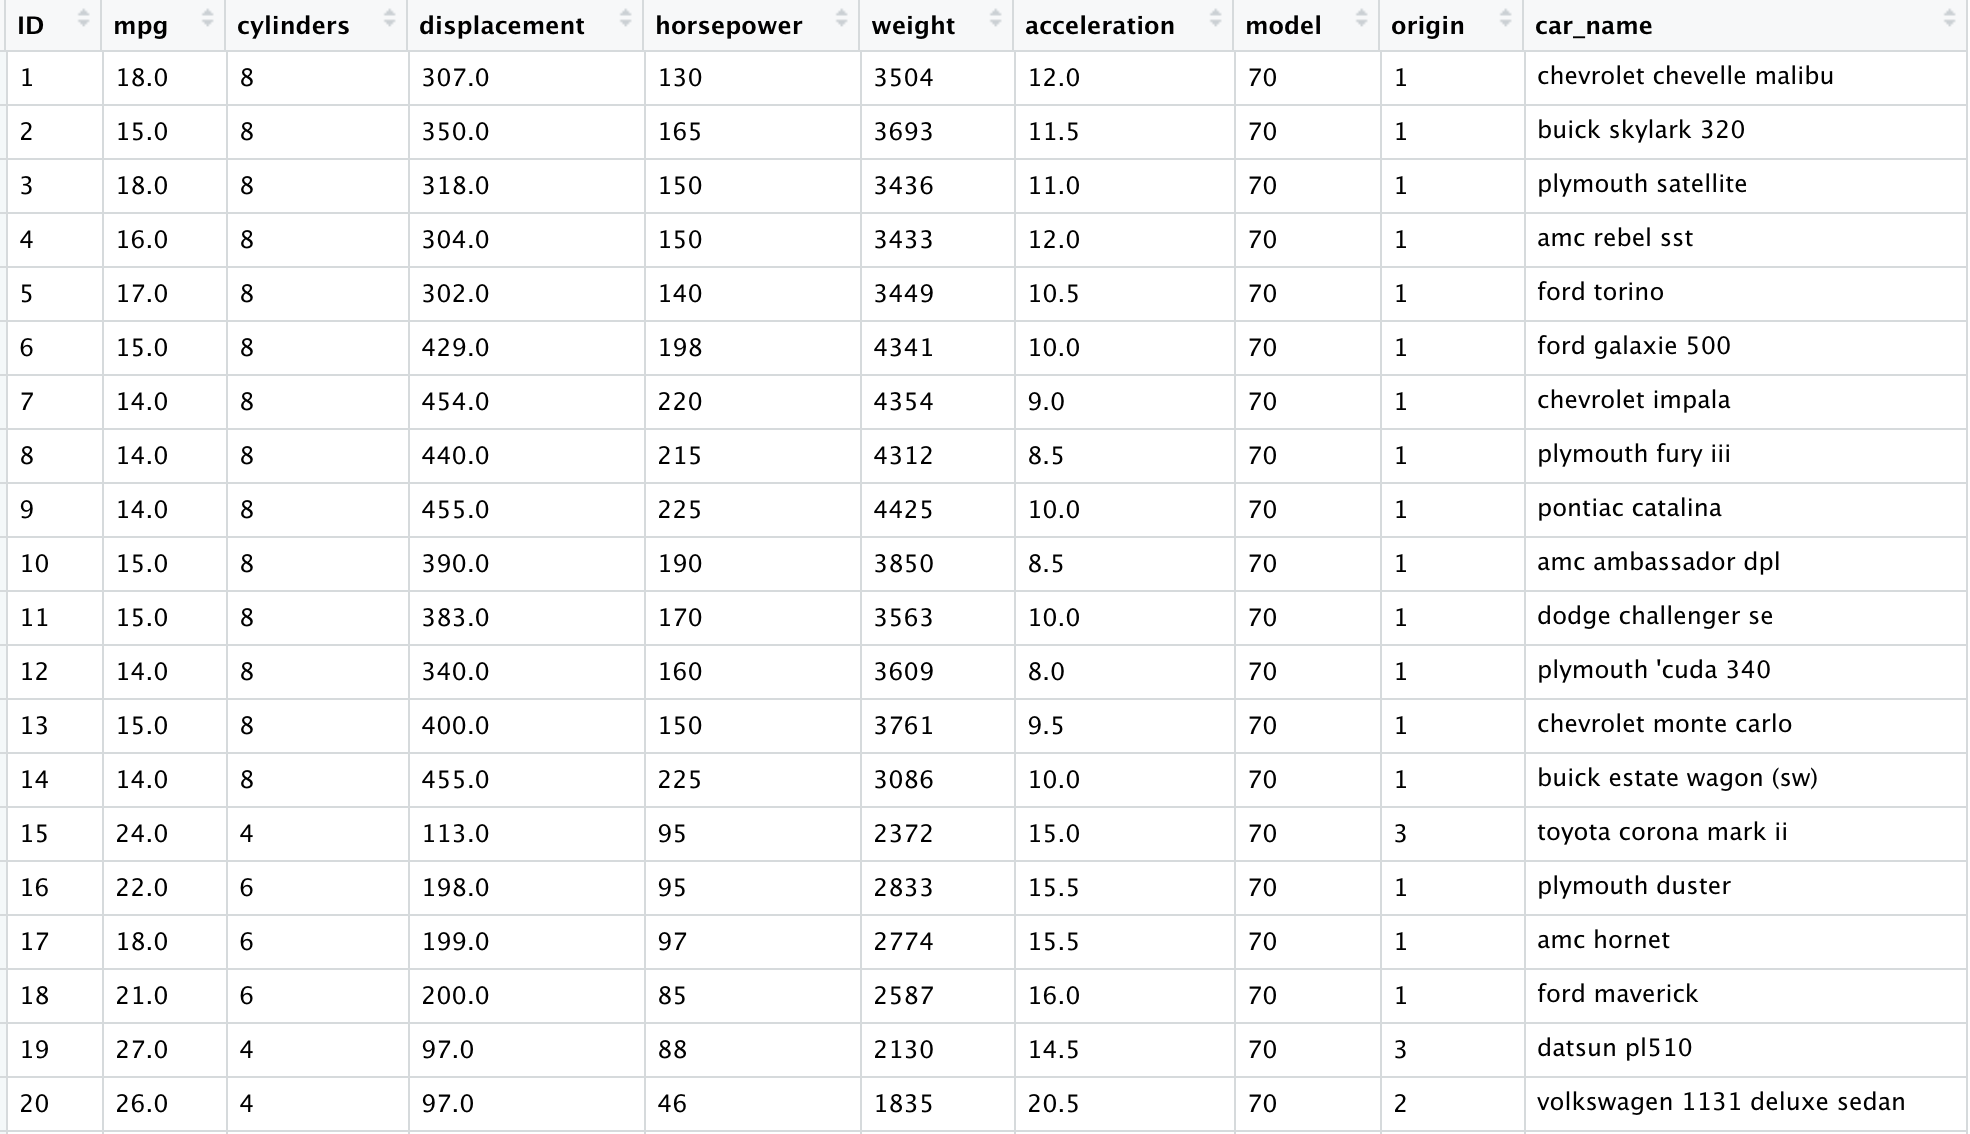 ID mpg cylinders displacement horsepower weight acceleration model origin car_name
1 18.0 8 307.0 130 3504 12.0 70 1 chevrolet chevelle malibu
2 15.0 8 350.0 165 3693 11.5 70 1 buick skylark 320
3 18.0 8 318.0 150 3436 11.0 70 1 plymouth satellite
4 16.0 8 304.0 150 3433 12.0 70 1 amc rebel sst
5 17.0 8 302.0 140 3449 10.5 70 1 ford torino
6 15.0 8 429.0 198 4341 10.0 70 1 ford galaxie 500
7 14.0 8 454.0 220 4354 9.0 70 1 chevrolet impala
8 14.0 8 440.0 215 4312 8.5 70 1 plymouth fury iii
9 14.0 8 455.0 225 4425 10.0 70 1 pontiac catalina
10 15.0 8 390.0 190 3850 8.5 70 1 amc ambassador dpl
11 15.0 8 383.0 170 3563 10.0 70 1 dodge challenger se
12 14.0 8 340.0 160 3609 8.0 70 1 plymouth 'cuda 340
13 15.0 8 400.0 150 3761 9.5 70 1 chevrolet monte carlo
14 14.0 8 455.0 225 3086 10.0 70 1 buick estate wagon (sw)
15 24.0 4 113.0 95 2372 15.0 70 3 toyota corona mark ii
16 22.0 6 198.0 95 2833 15.5 70 1 plymouth duster
17 18.0 6 199.0 97 2774 15.5 70 1 amc hornet
18 21.0 6 200.0 85 2587 16.0 70 1 ford maverick
19 27.0 4 97.0 88 2130 14.5 70 3 datsun pl510
20 26.0 4 97.0 46 1835 20.5 70 2 volkswagen 1131 deluxe sedan